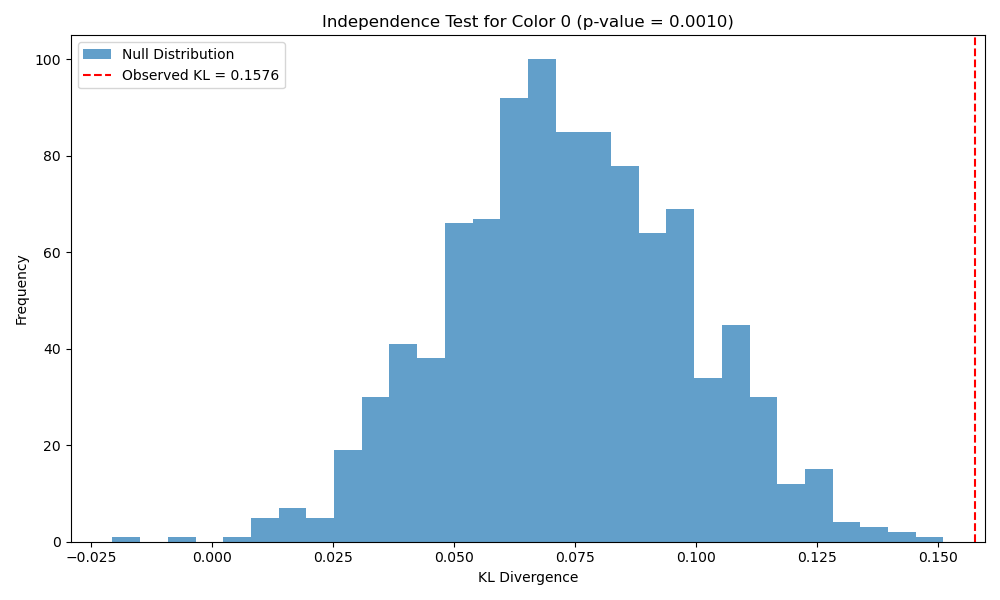 Independence Test for Color 0 (p-value = 0.0010)
Null Distribution
Observed KL = 0.1576
100
80
60
40
20
0
Frequency
−0.025 0.000 0.025 0.050 0.075 0.100 0.125 0.150
KL Divergence